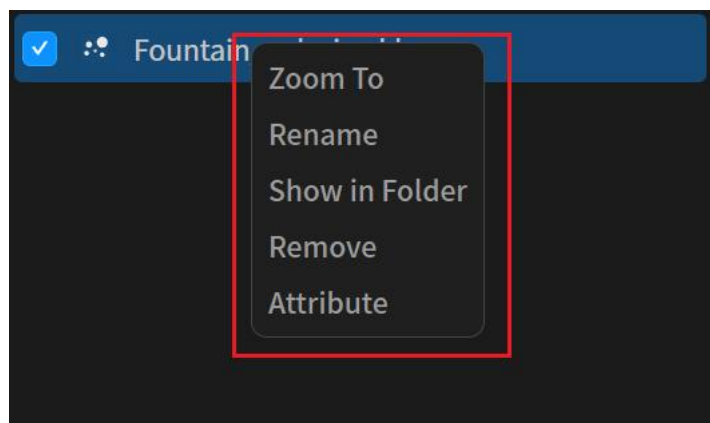 Fountain
Zoom To
Rename
Show in Folder
Remove
Attribute